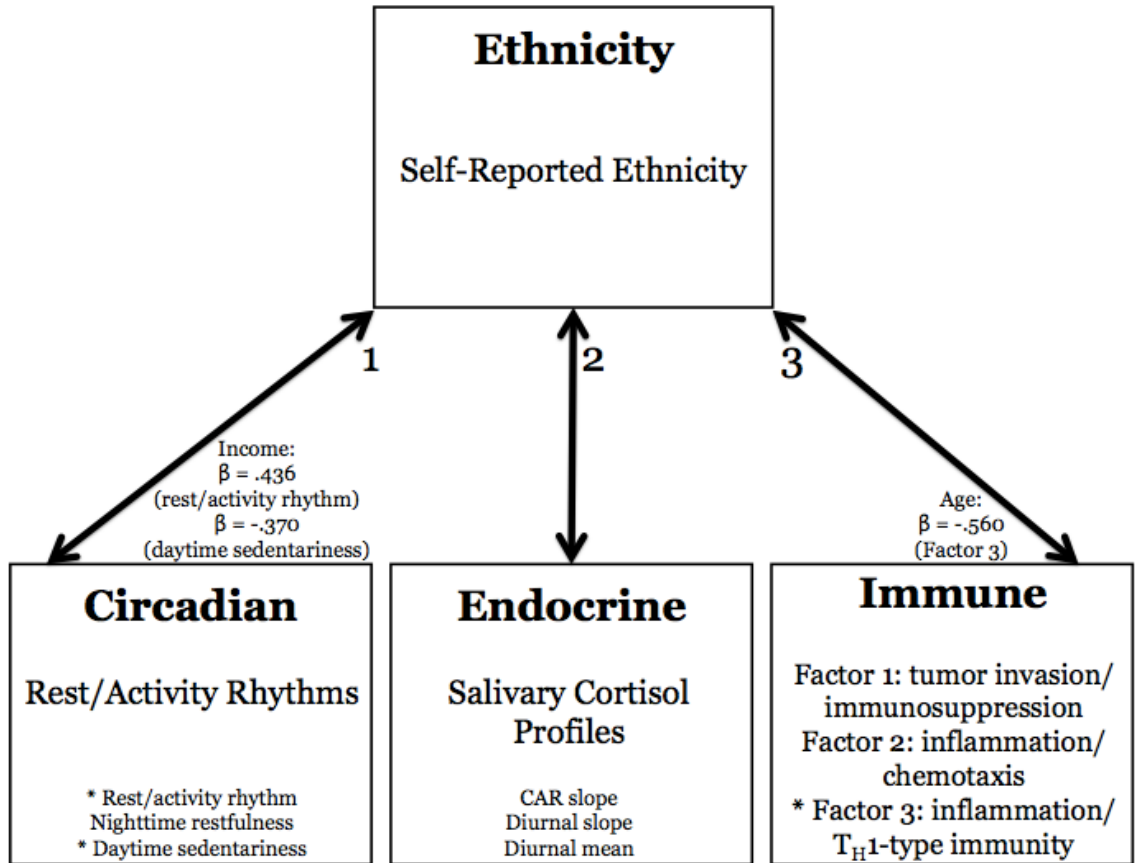 Ethnicity
Self-Reported Ethnicity
1
2
3
Income:
β = .436
(rest/activity rhythm)
β = -.370
(daytime sedentariness)
Age:
β = -.560
(Factor 3)
Circadian
Rest/Activity Rhythms
* Rest/activity rhythm
Nighttime restfulness
* Daytime sedentariness
Endocrine
Salivary Cortisol
Profiles
CAR slope
Diurnal slope
Diurnal mean
Immune
Factor 1: tumor invasion/
immunosuppression
Factor 2: inflammation/
chemotaxis
* Factor 3: inflammation/
T_H1-type immunity